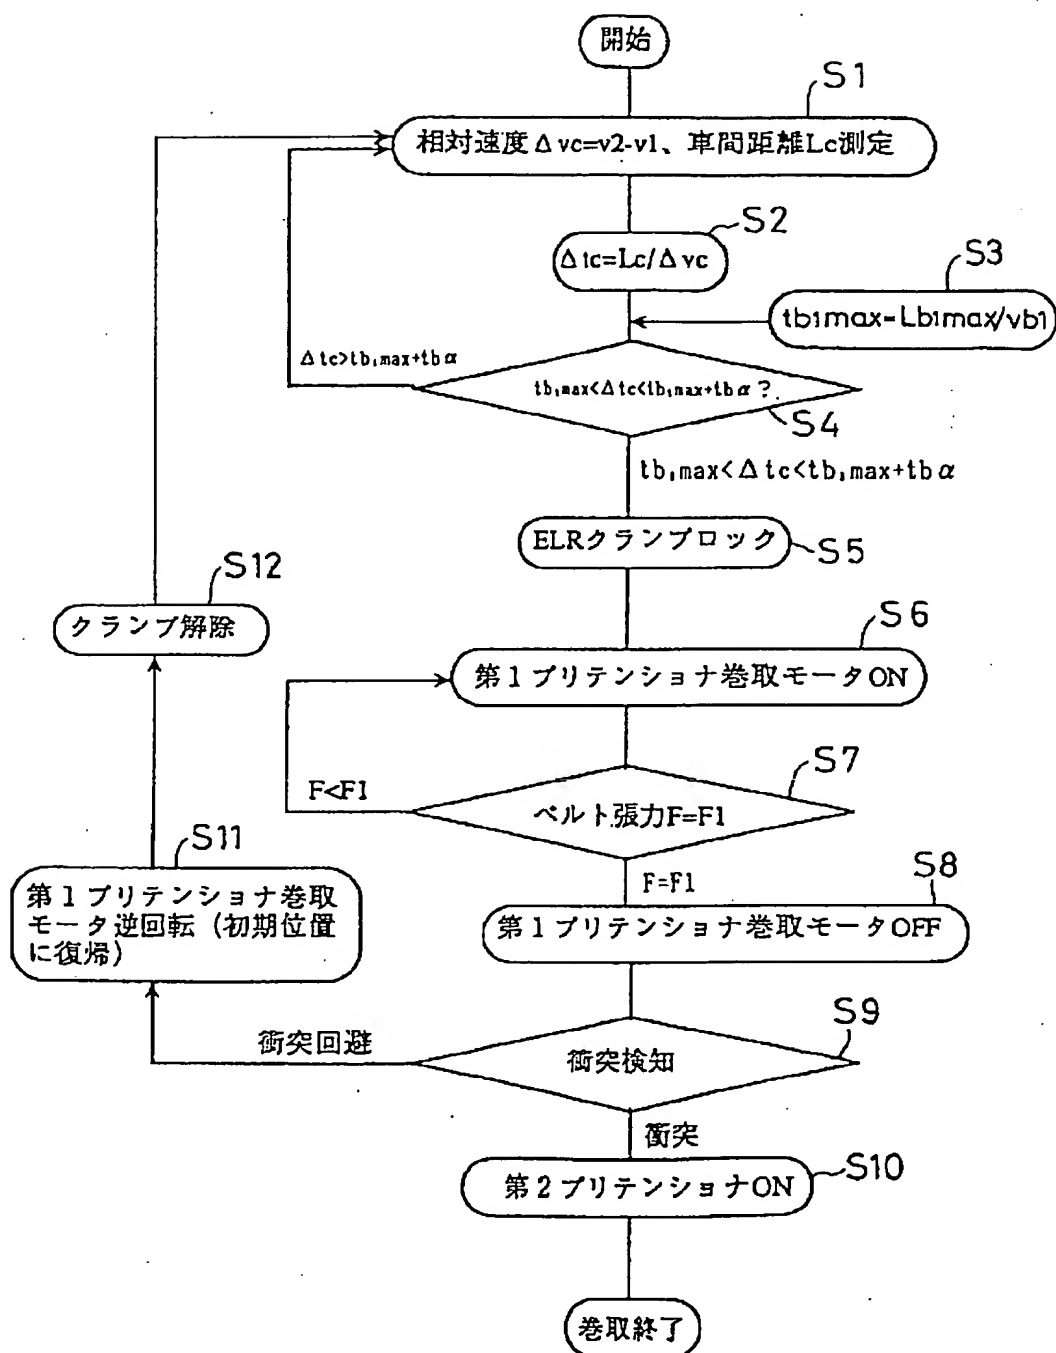 開始
S1
相対速度Δvc=v2-v1、車間距離Lc測定
S2
Δtc=Lc/Δvc
S3
tb1max-Lb1max/vb1
Δtc>tb1max+tbα
tb1max<Δtc<tb1max+tbα?
S4
tb1max<Δtc<tb1max+tbα
ELRクランプロック
S5
S12
クランプ解除
S6
第1プリテンショナ巻取モータON
S7
F<F1
ベルト張力F=F1
S11
第1プリテンショナ巻取
モータ逆回転(初期位置
に復帰)
F=F1
S8
第1プリテンショナ巻取モータOFF
S9
衝突回避
衝突検知
衝突
S10
第2プリテンショナON
巻取終了